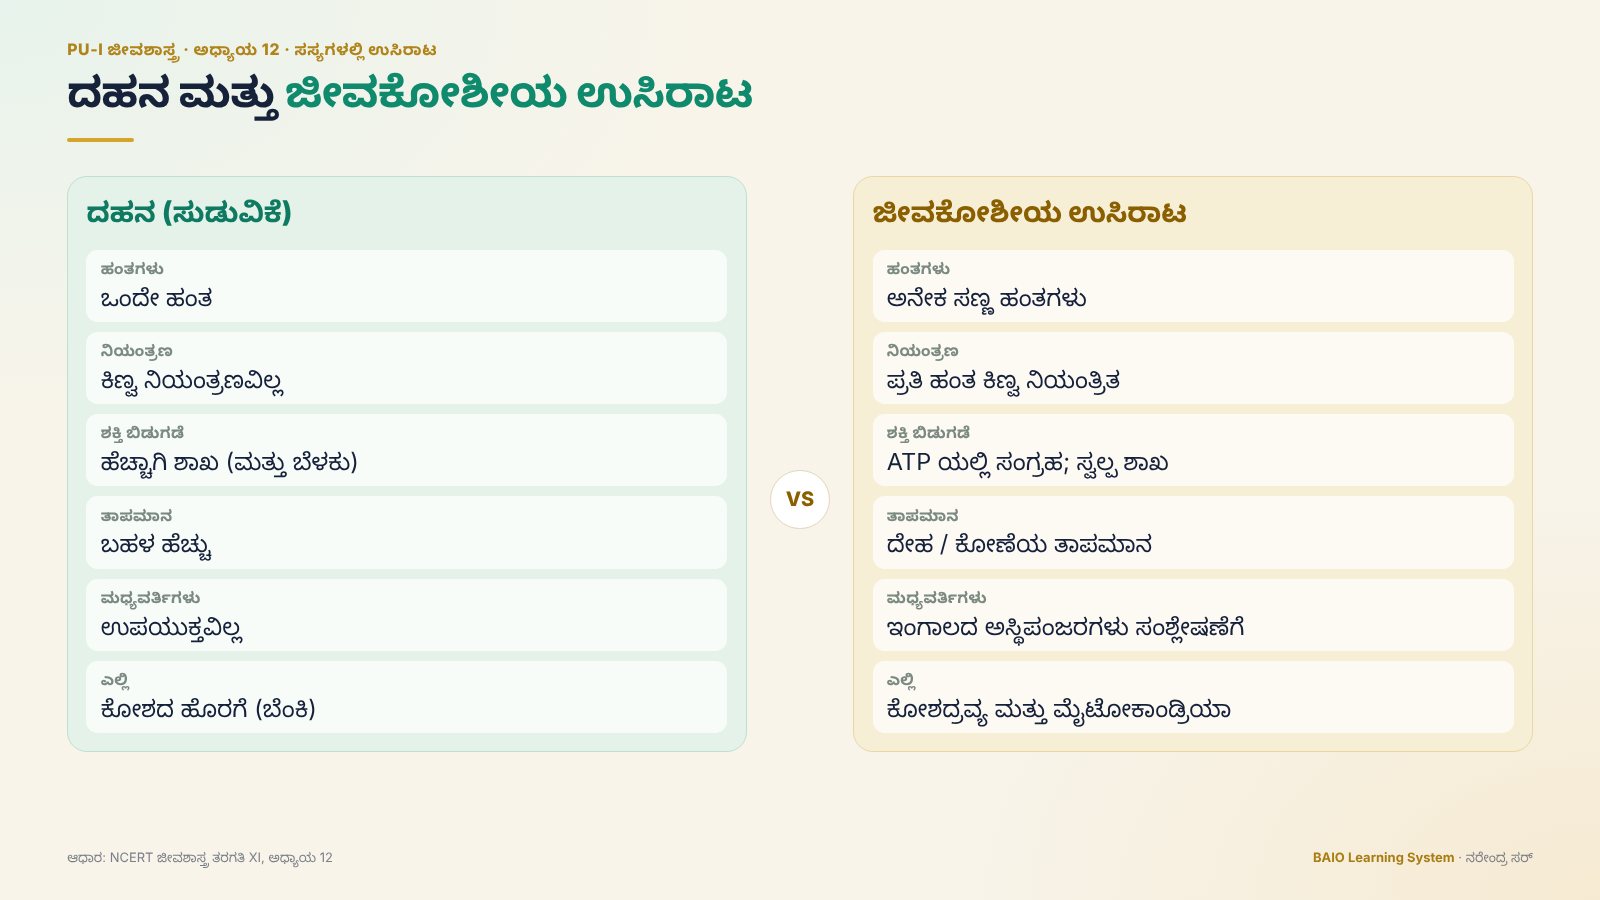 PU-I ಜೀವಶಾಸ್ತ್ರ · ಅಧ್ಯಾಯ 12 · ಸಸ್ಯಗಳಲ್ಲಿ ಉಸಿರಾಟ
ದಹನ ಮತ್ತು ಜೀವಕೋಶೀಯ ಉಸಿರಾಟ
ದಹನ (ಸುಡುವಿಕೆ)
ಹಂತಗಳು
ಒಂದೇ ಹಂತ
ನಿಯಂತ್ರಣ
ಕಿಣ್ವ ನಿಯಂತ್ರಣವಿಲ್ಲ
ಶಕ್ತಿ ಬಿಡುಗಡೆ
ಹೆಚ್ಚಾಗಿ ಶಾಖ (ಮತ್ತು ಬೆಳಕು)
ತಾಪಮಾನ
ಬಹಳ ಹೆಚ್ಚು
ಮಧ್ಯವರ್ತಿಗಳು
ಉಪಯುಕ್ತವಿಲ್ಲ
ಎಲ್ಲಿ
ಕೋಶದ ಹೊರಗೆ (ಬೆಂಕಿ)
VS
ಜೀವಕೋಶೀಯ ಉಸಿರಾಟ
ಹಂತಗಳು
ಅನೇಕ ಸಣ್ಣ ಹಂತಗಳು
ನಿಯಂತ್ರಣ
ಪ್ರತಿ ಹಂತ ಕಿಣ್ವ ನಿಯಂತ್ರಿತ
ಶಕ್ತಿ ಬಿಡುಗಡೆ
ATP ಯಲ್ಲಿ ಸಂಗ್ರಹ; ಸ್ವಲ್ಪ ಶಾಖ
ತಾಪಮಾನ
ದೇಹ / ಕೋಣೆಯ ತಾಪಮಾನ
ಮಧ್ಯವರ್ತಿಗಳು
ಇಂಗಾಲದ ಅಸ್ಥಿಪಂಜರಗಳು ಸಂಶ್ಲೇಷಣೆಗೆ
ಎಲ್ಲಿ
ಕೋಶದ್ರವ್ಯ ಮತ್ತು ಮೈಟೋಕಾಂಡ್ರಿಯಾ
ಆಧಾರ: NCERT ಜೀವಶಾಸ್ತ್ರ ತರಗತಿ XI, ಅಧ್ಯಾಯ 12
BAIO Learning System · ನರೇಂದ್ರ ಸರ್